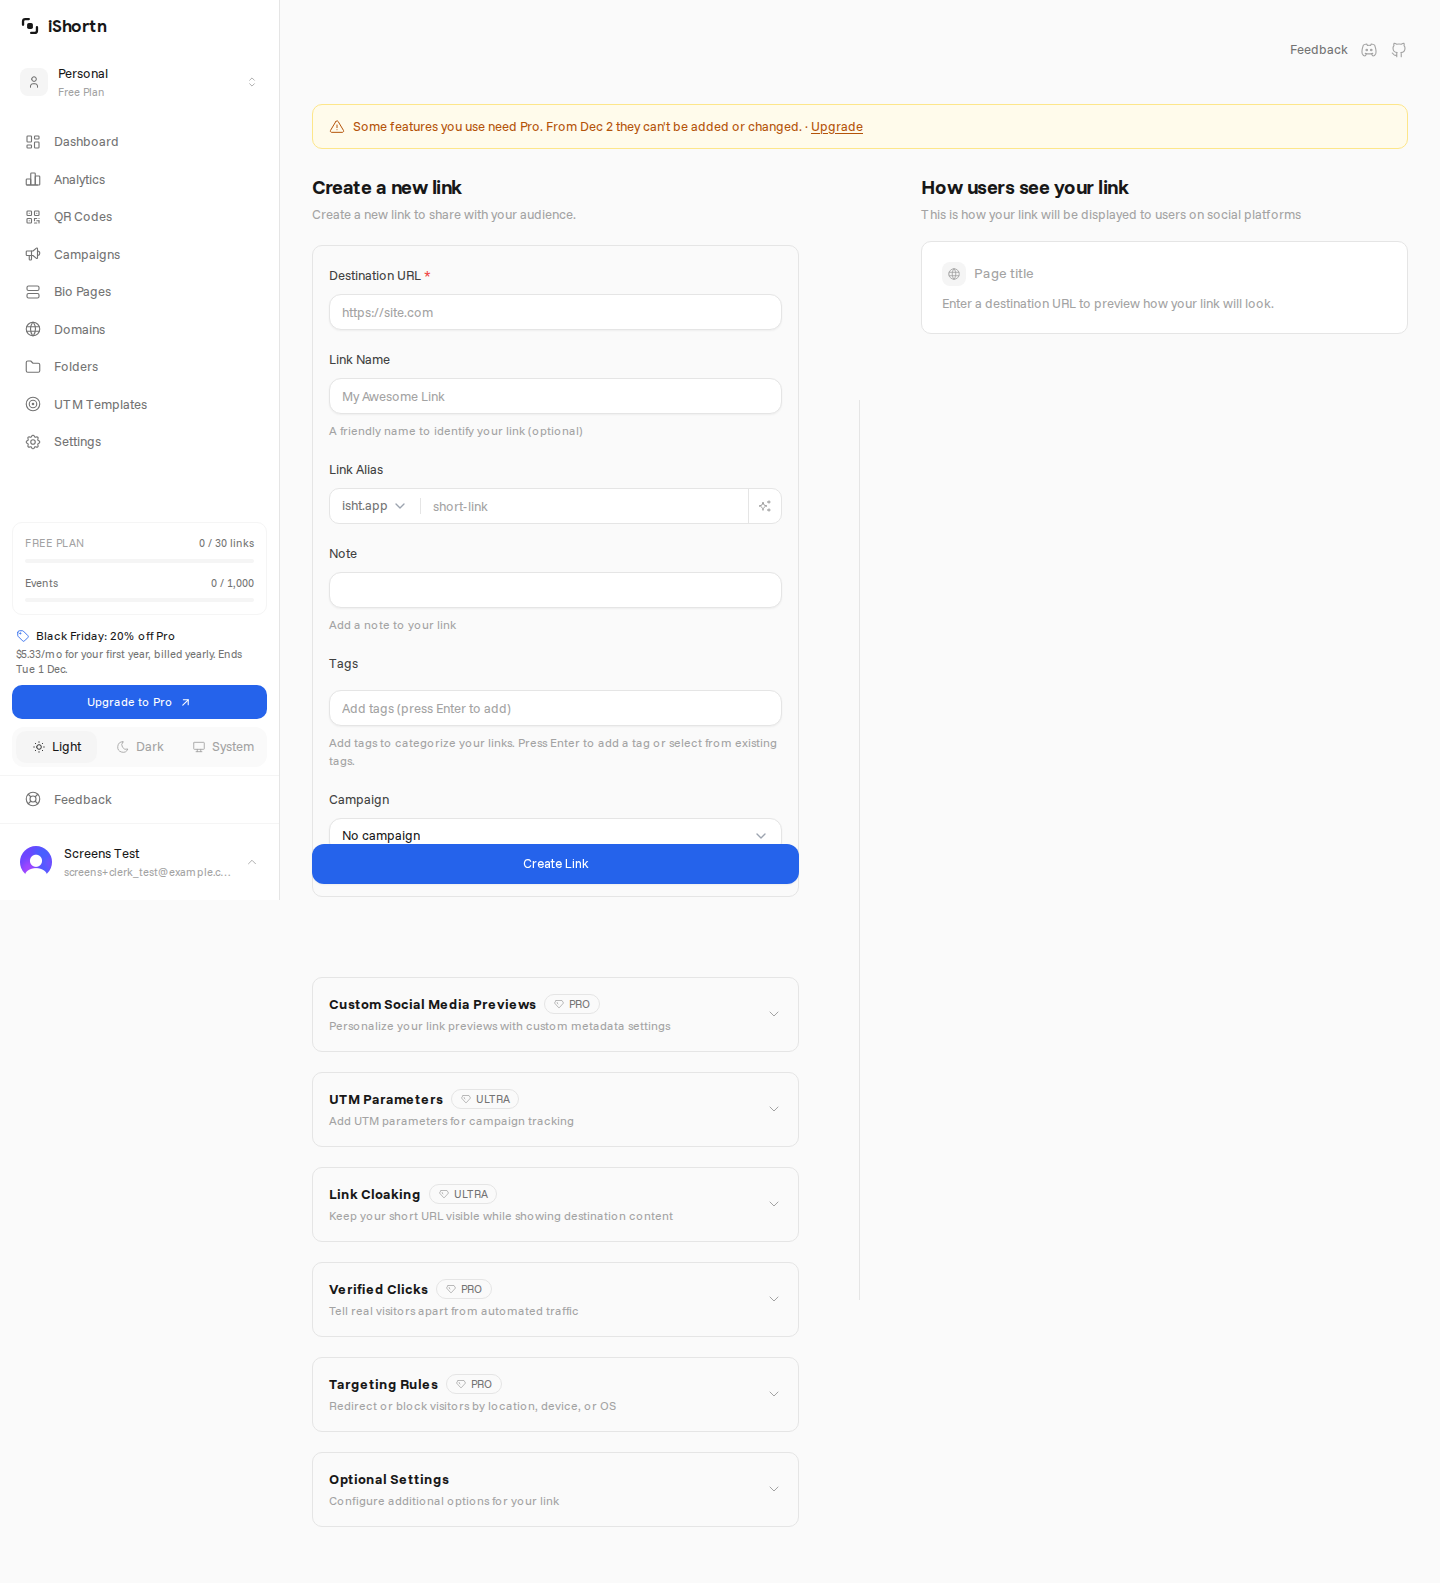 iShortn
Personal
Free Plan
Dashboard
Analytics
QR Codes
Campaigns
Bio Pages
Domains
Folders
UTM Templates
Settings
FREE PLAN 0 / 30 links
Events 0 / 1,000
Black Friday: 20% off Pro
$5.33/mo for your first year, billed yearly. Ends
Tue 1 Dec.
Upgrade to Pro
Light Dark System
Feedback
Screens Test
screens+clerk_test@example.c...
Feedback
Some features you use need Pro. From Dec 2 they can't be added or changed. · Upgrade
Create a new link
Create a new link to share with your audience.
Destination URL *
https://site.com
Link Name
My Awesome Link
A friendly name to identify your link (optional)
Link Alias
isht.app short-link
Note
Add a note to your link
Tags
Add tags (press Enter to add)
Add tags to categorize your links. Press Enter to add a tag or select from existing
tags.
Campaign
No campaign
Create Link
Custom Social Media Previews PRO
Personalize your link previews with custom metadata settings
UTM Parameters ULTRA
Add UTM parameters for campaign tracking
Link Cloaking ULTRA
Keep your short URL visible while showing destination content
Verified Clicks PRO
Tell real visitors apart from automated traffic
Targeting Rules PRO
Redirect or block visitors by location, device, or OS
Optional Settings
Configure additional options for your link
How users see your link
This is how your link will be displayed to users on social platforms
Page title
Enter a destination URL to preview how your link will look.